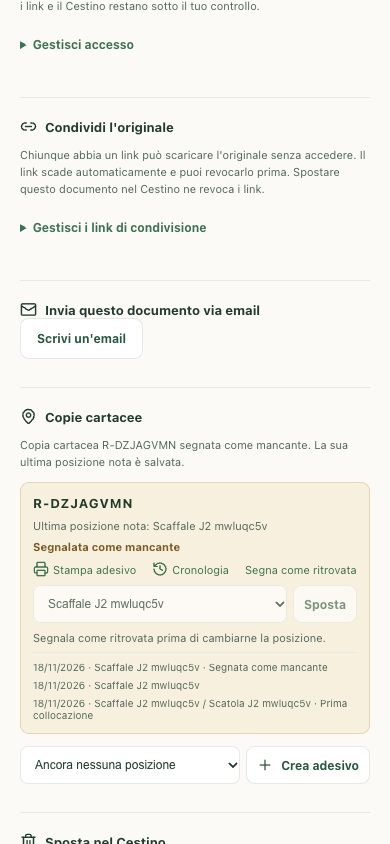 i link e il Cestino restano sotto il tuo controllo.
Gestisci accesso
Condividi l'originale
Chiunque abbia un link può scaricare l'originale senza accedere. Il
link scade automaticamente e puoi revocarlo prima. Spostare
questo documento nel Cestino ne revoca i link.
Gestisci i link di condivisione
Invia questo documento via email
Scrivi un'email
Copie cartacee
Copia cartacea R-DZJAGVMN segnata come mancante. La sua
ultima posizione nota è salvata.
R-DZJAGVMN
Ultima posizione nota: Scaffale J2 mwluqc5v
Segnalata come mancante
Stampa adesivo Cronologia Segna come ritrovata
Scaffale J2 mwluqc5v Sposta
Segnala come ritrovata prima di cambiarne la posizione.
18/11/2026 · Scaffale J2 mwluqc5v · Segnata come mancante
18/11/2026 · Scaffale J2 mwluqc5v
18/11/2026 · Scaffale J2 mwluqc5v / Scatola J2 mwluqc5v · Prima
collocazione
Ancora nessuna posizione Crea adesivo
Sposta nel Cestino